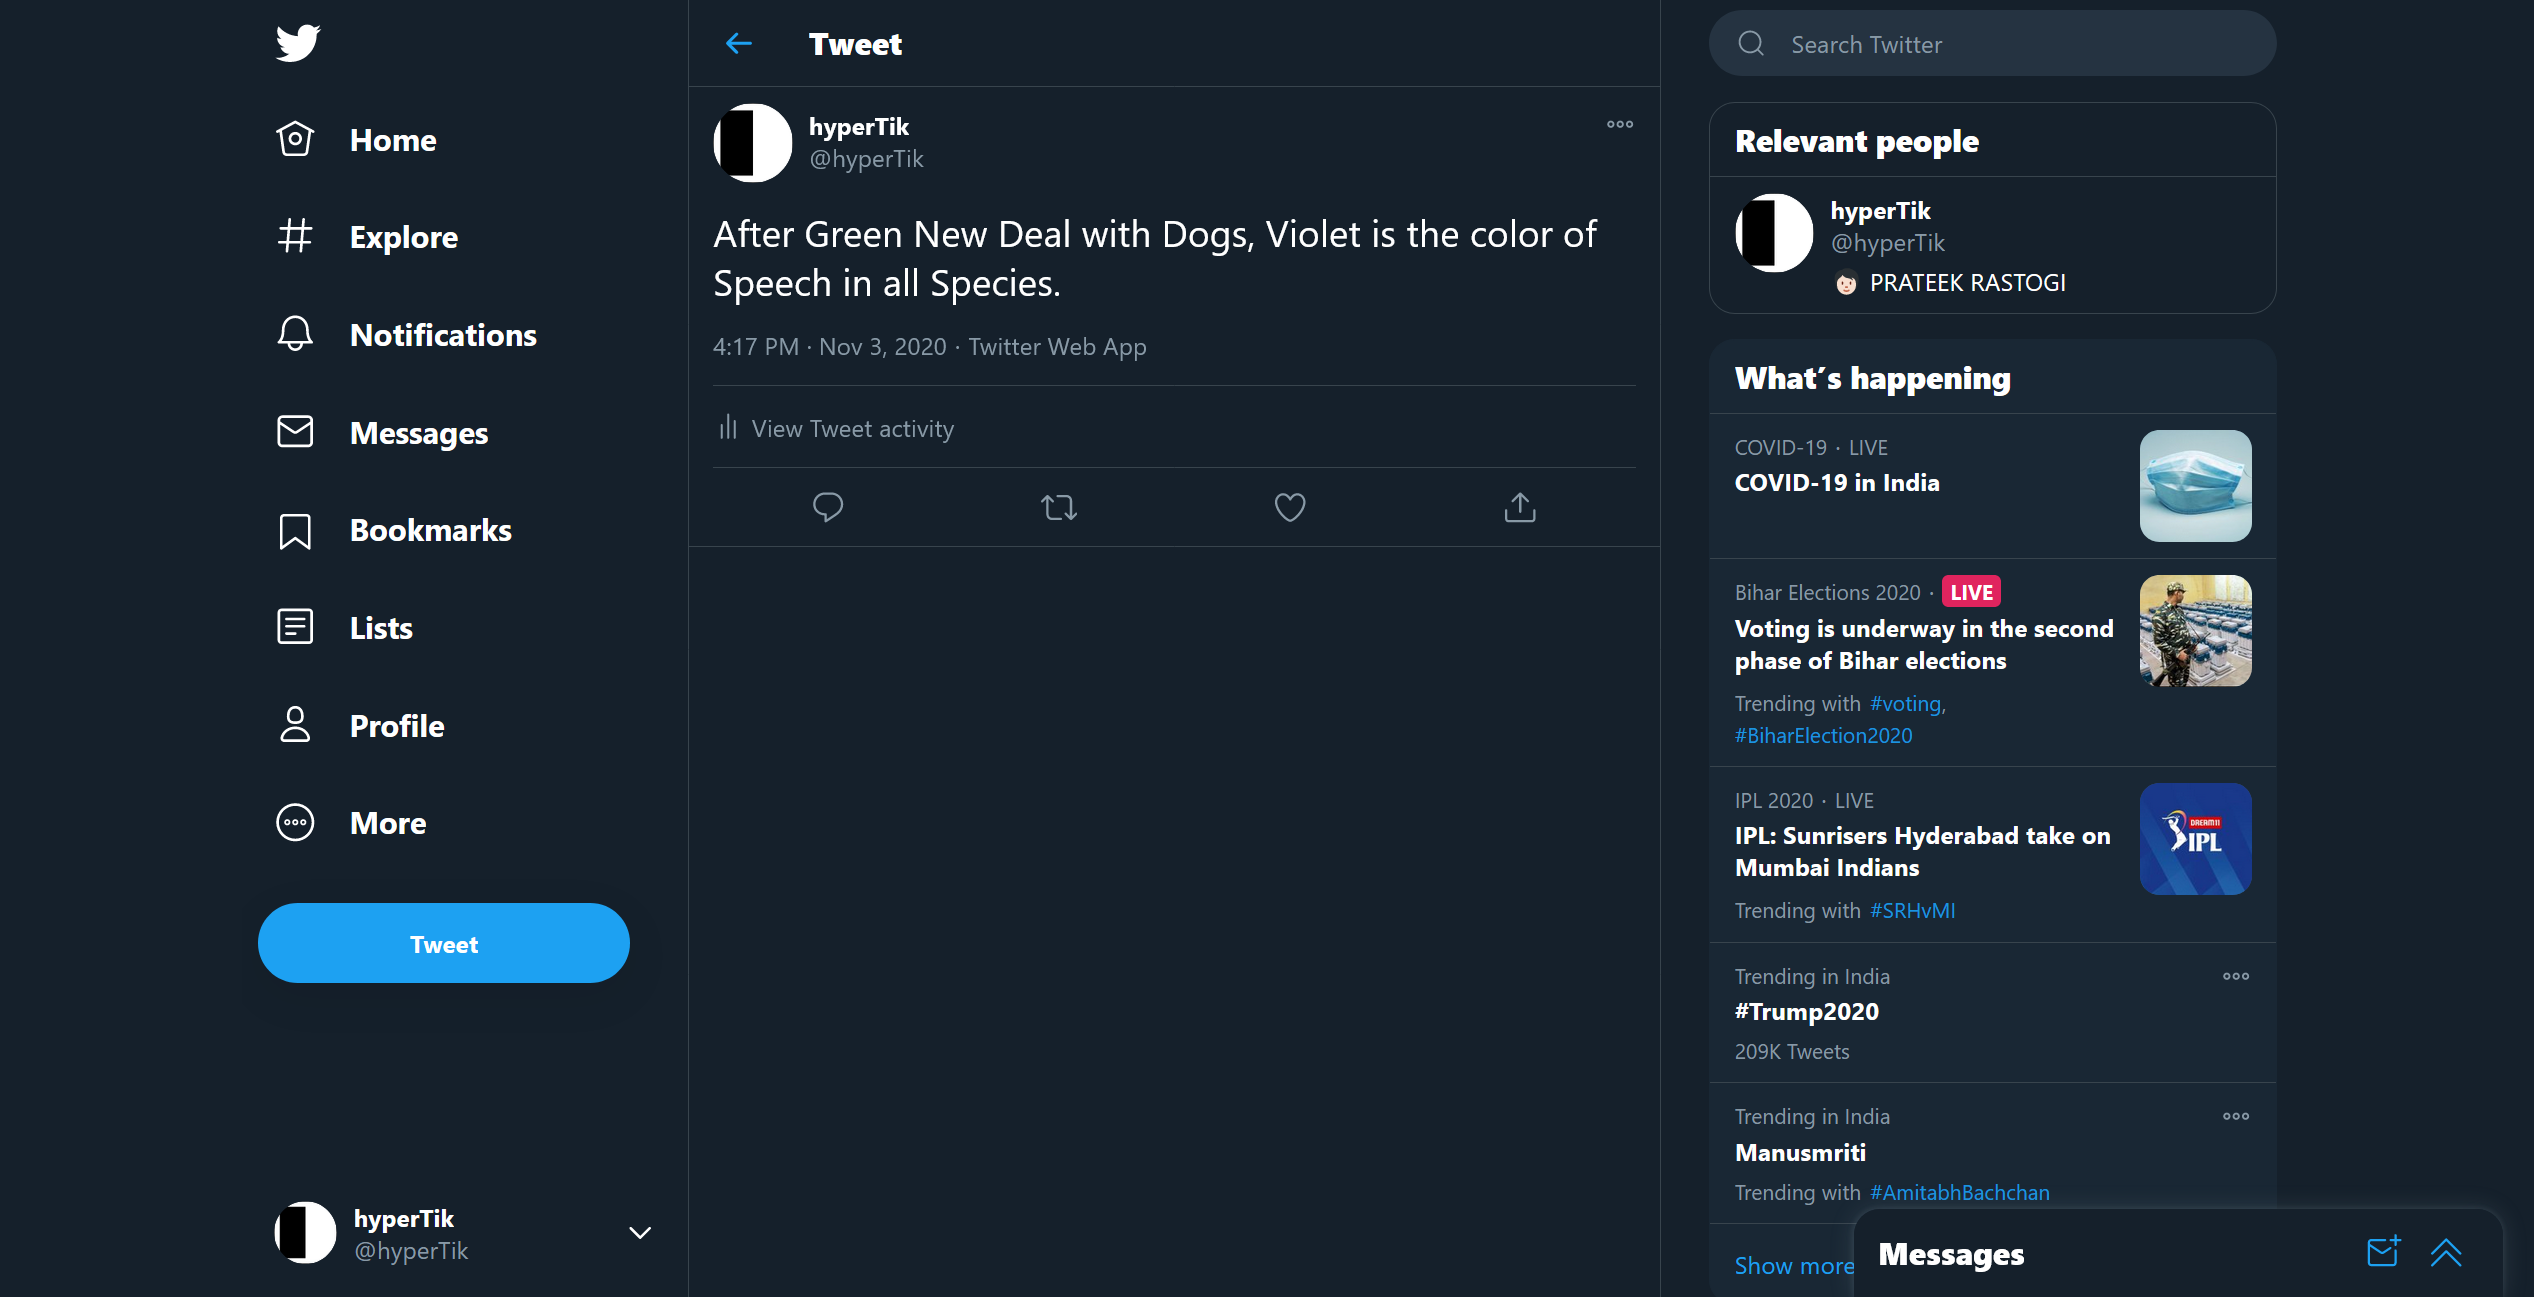 Home
Explore
Notifications
Messages
Bookmarks
Lists
Profile
More
Tweet
hyperTik
@hyperTik
Tweet
hyperTik
@hyperTik
After Green New Deal with Dogs, Violet is the color of
Speech in all Species.
4:17 PM · Nov 3, 2020 · Twitter Web App
View Tweet activity
Search Twitter
Relevant people
hyperTik
@hyperTik
PRATEEK RASTOGI
What´s happening
COVID-19 · LIVE
COVID-19 in India
Bihar Elections 2020 · LIVE
Voting is underway in the second
phase of Bihar elections
Trending with #voting,
#BiharElection2020
IPL 2020 · LIVE
IPL: Sunrisers Hyderabad take on
Mumbai Indians
Trending with #SRHvMI
DREAM11
IPL
Trending in India
#Trump2020
209K Tweets
Trending in India
Manusmriti
Trending with #AmitabhBachchan
Show more
Messages